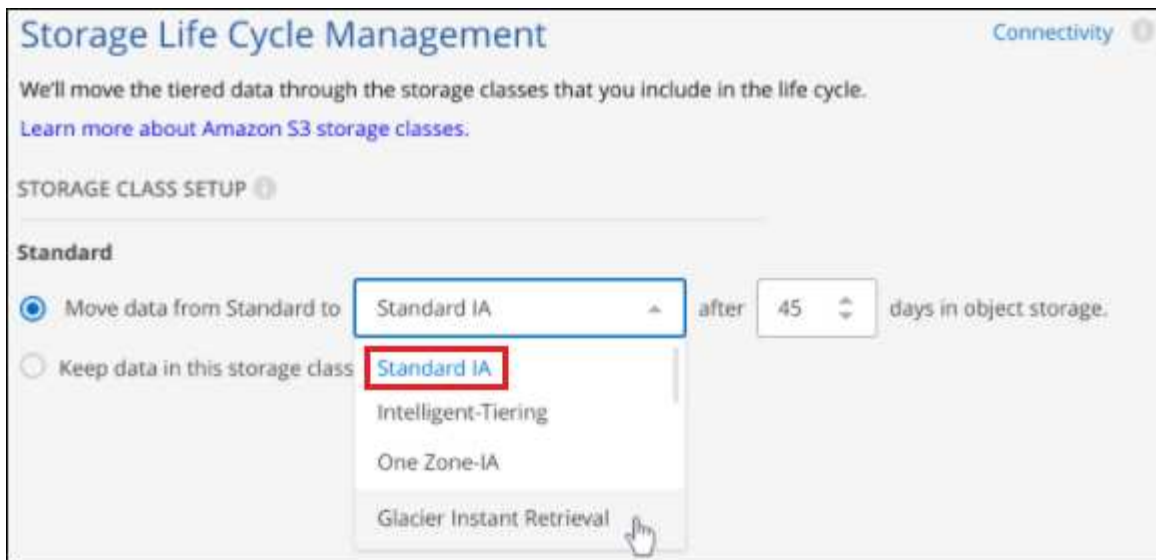 Storage Life Cycle Management
Connectivity
We'll move the tiered data through the storage classes that you include in the life cycle.
Learn more about Amazon S3 storage classes.
STORAGE CLASS SETUP
Standard
Move data from Standard to Standard IA after 45 days in object storage.
Keep data in this storage class
Standard IA
Intelligent-Tiering
One Zone-IA
Glacier Instant Retrieval